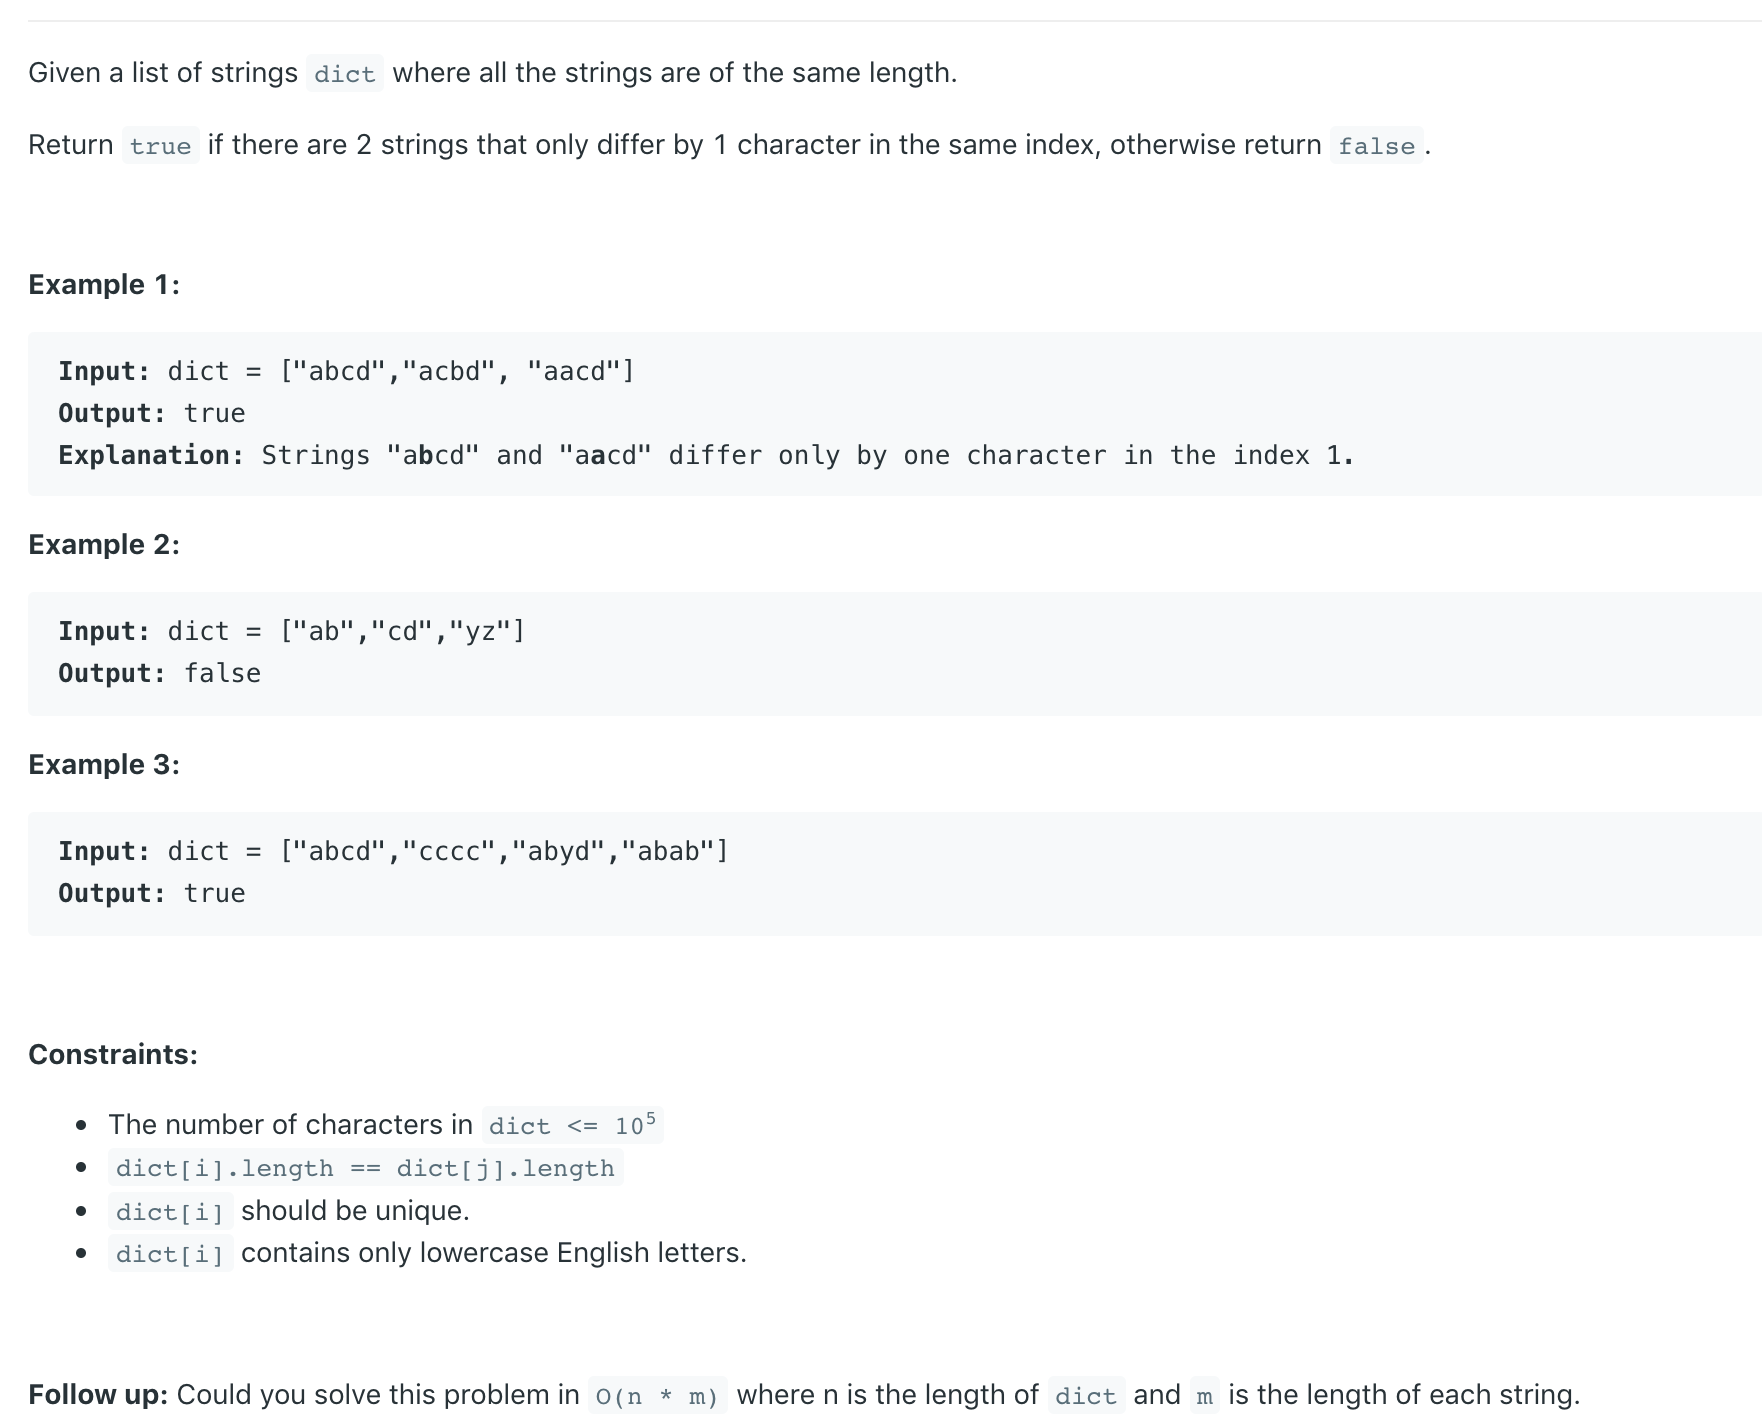 Given a list of strings dict where all the strings are of the same length.
Return true if there are 2 strings that only differ by 1 character in the same index, otherwise return false.
Example 1:
Input: dict = ["abcd","acbd", "aacd"]
Output: true
Explanation: Strings "abcd" and "aacd" differ only by one character in the index 1.
Example 2:
Input: dict = ["ab","cd","yz"]
Output: false
Example 3:
Input: dict = ["abcd","cccc","abyd","abab"]
Output: true
Constraints:
• The number of characters in dict <= 10⁵
• dict[i].length == dict[j].length
• dict[i] should be unique.
• dict[i] contains only lowercase English letters.
Follow up: Could you solve this problem in O(n * m) where n is the length of dict and m is the length of each string.